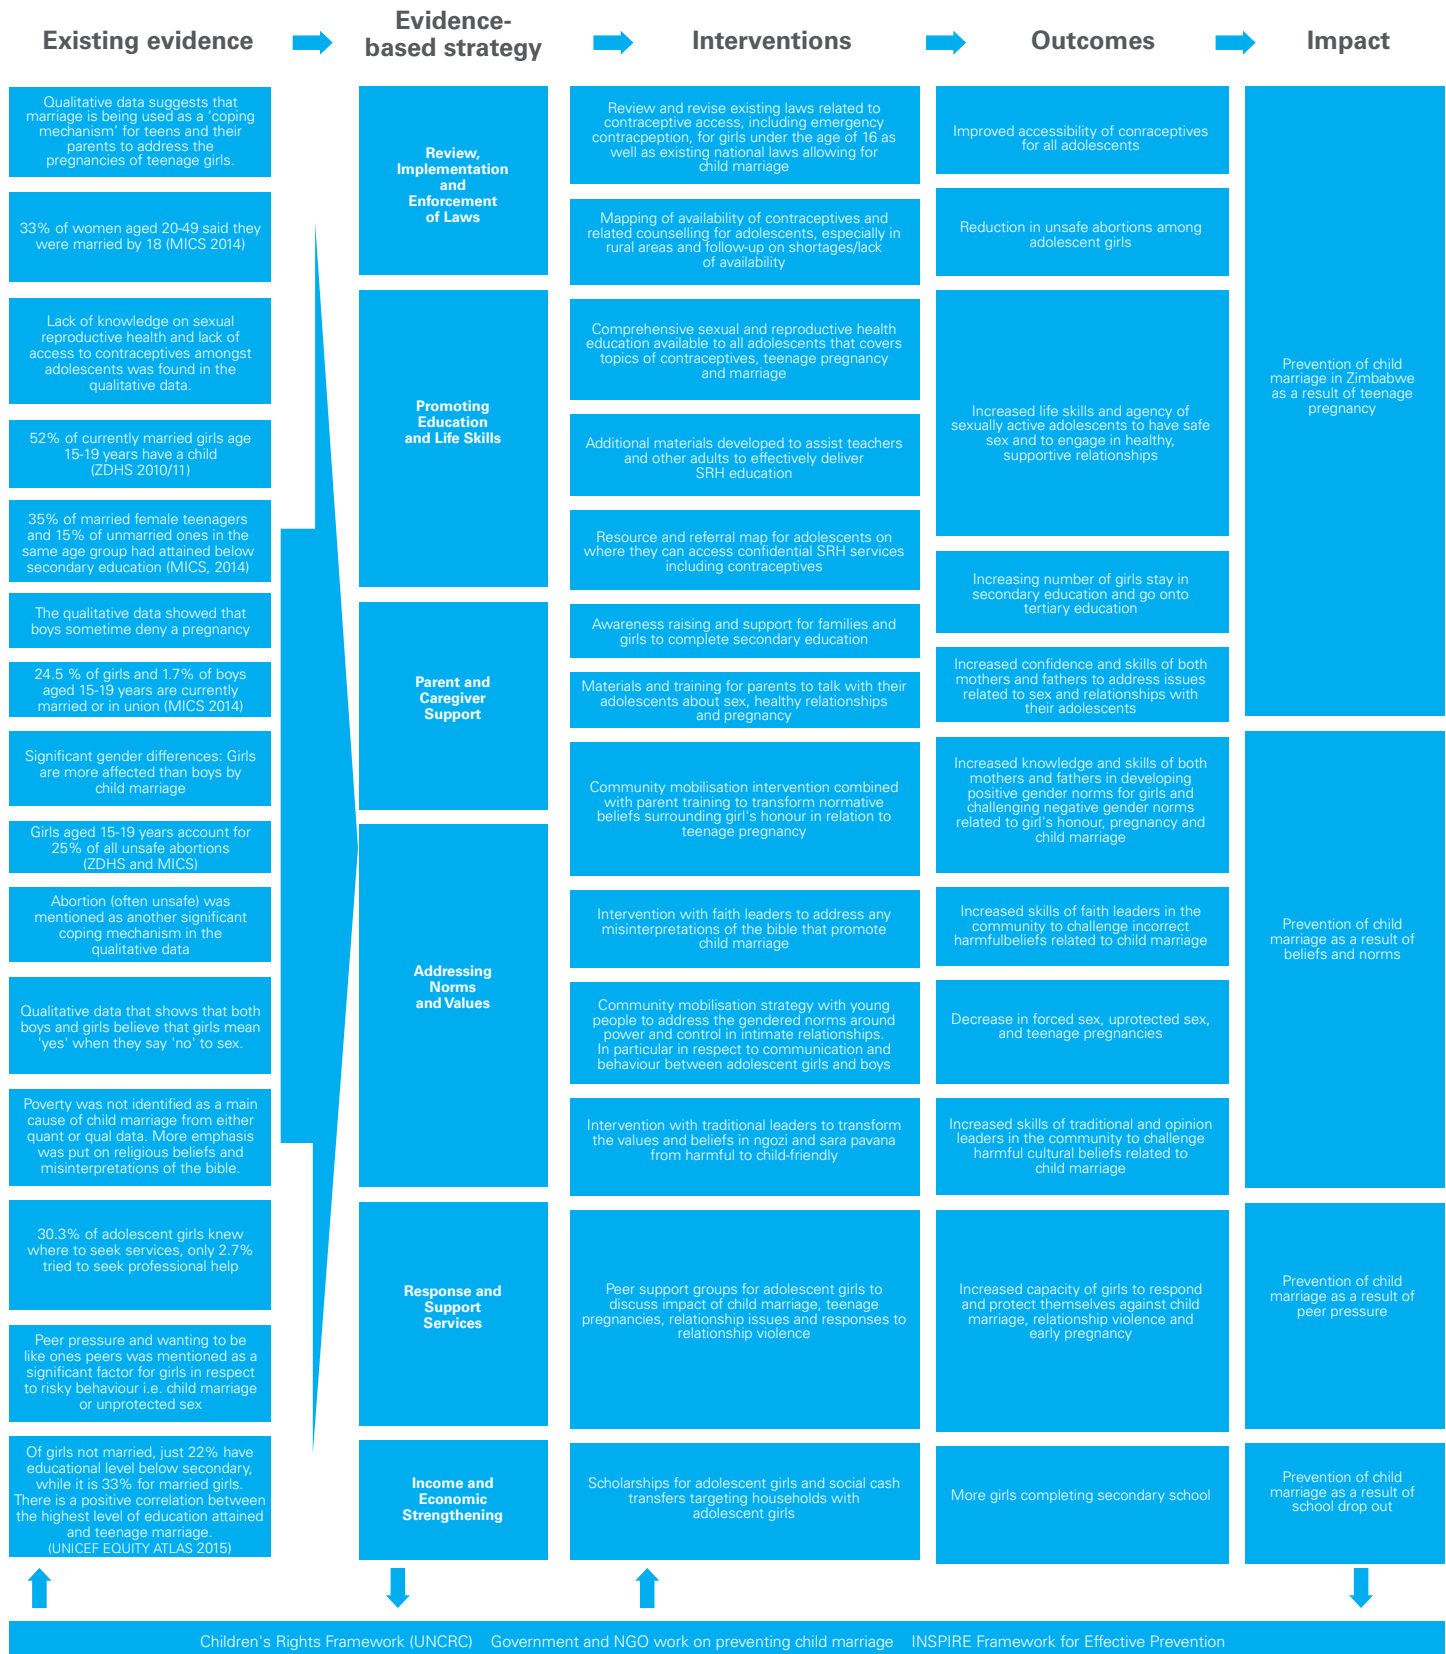 Existing evidence
Evidence-
based strategy
Interventions
Outcomes
Impact
Qualitative data suggests that
marriage is being used as a 'coping
mechanism' for teens and their
parents to address the
pregnancies of teenage girls.
33% of women aged 20-49 said they
were married by 18 (MICS 2014)
Lack of knowledge on sexual
reproductive health and lack of
access to contraceptives amongst
adolescents was found in the
qualitative data.
52% of currently married girls age
15-19 years have a child
(ZDHS 2010/11)
35% of married female teenagers
and 15% of unmarried ones in the
same age group had attained below
secondary education (MICS, 2014)
The qualitative data showed that
boys sometime deny a pregnancy
24.5 % of girls and 1.7% of boys
aged 15-19 years are currently
married or in union (MICS 2014)
Significant gender differences: Girls
are more affected than boys by
child marriage
Girls aged 15-19 years account for
25% of all unsafe abortions
(ZDHS and MICS)
Abortion (often unsafe) was
mentioned as another significant
coping mechanism in the
qualitative data
Qualitative data that shows that both
boys and girls believe that girls mean
'yes' when they say 'no' to sex.
Poverty was not identified as a main
cause of child marriage from either
quant or qual data. More emphasis
was put on religious beliefs and
misinterpretations of the bible.
30.3% of adolescent girls knew
where to seek services, only 2.7%
tried to seek professional help
Peer pressure and wanting to be
like ones peers was mentioned as a
significant factor for girls in respect
to risky behaviour i.e. child marriage
or unprotected sex
Of girls not married, just 22% have
educational level below secondary,
while it is 33% for married girls.
There is a positive correlation between
the highest level of education attained
and teenage marriage.
(UNICEF EQUITY ATLAS 2015)
Review,
Implementation
and
Enforcement
of Laws
Promoting
Education
and Life Skills
Parent and
Caregiver
Support
Addressing
Norms
and Values
Response and
Support
Services
Income and
Economic
Strengthening
Review and revise existing laws related to
contraceptive access, including emergency
contracpeption, for girls under the age of 16 as
well as existing national laws allowing for
child marriage
Mapping of availability of contraceptives and
related counselling for adolescents, especially in
rural areas and follow-up on shortages/lack
of availability
Comprehensive sexual and reproductive health
education available to all adolescents that covers
topics of contraceptives, teenage pregnancy
and marriage
Additional materials developed to assist teachers
and other adults to effectively deliver
SRH education
Resource and referral map for adolescents on
where they can access confidential SRH services
including contraceptives
Awareness raising and support for families and
girls to complete secondary education
Materials and training for parents to talk with their
adolescents about sex, healthy relationships
and pregnancy
Community mobilisation intervention combined
with parent training to transform normative
beliefs surrounding girl's honour in relation to
teenage pregnancy
Intervention with faith leaders to address any
misinterpretations of the bible that promote
child marriage
Community mobilisation strategy with young
people to address the gendered norms around
power and control in intimate relationships.
In particular in respect to communication and
behaviour between adolescent girls and boys
Intervention with traditional leaders to transform
the values and beliefs in ngozi and sara pavana
from harmful to child-friendly
Peer support groups for adolescent girls to
discuss impact of child marriage, teenage
pregnancies, relationship issues and responses to
relationship violence
Scholarships for adolescent girls and social cash
transfers targeting households with
adolescent girls
Improved accessibility of conraceptives
for all adolescents
Reduction in unsafe abortions among
adolescent girls
Increased life skills and agency of
sexually active adolescents to have safe
sex and to engage in healthy,
supportive relationships
Increasing number of girls stay in
secondary education and go onto
tertiary education
Increased confidence and skills of both
mothers and fathers to address issues
related to sex and relationships with
their adolescents
Increased knowledge and skills of both
mothers and fathers in developing
positive gender norms for girls and
challenging negative gender norms
related to girl's honour, pregnancy and
child marriage
Increased skills of faith leaders in the
community to challenge incorrect
harmfulbeliefs related to child marriage
Decrease in forced sex, uprotected sex,
and teenage pregnancies
Increased skills of traditional and opinion
leaders in the community to challenge
harmful cultural beliefs related to
child marriage
Increased capacity of girls to respond
and protect themselves against child
marriage, relationship violence and
early pregnancy
More girls completing secondary school
Prevention of child
marriage in Zimbabwe
as a result of teenage
pregnancy
Prevention of child
marriage as a result of
beliefs and norms
Prevention of child
marriage as a result of
peer pressure
Prevention of child
marriage as a result of
school drop out
Children's Rights Framework (UNCRC) Government and NGO work on preventing child marriage INSPIRE Framework for Effective Prevention